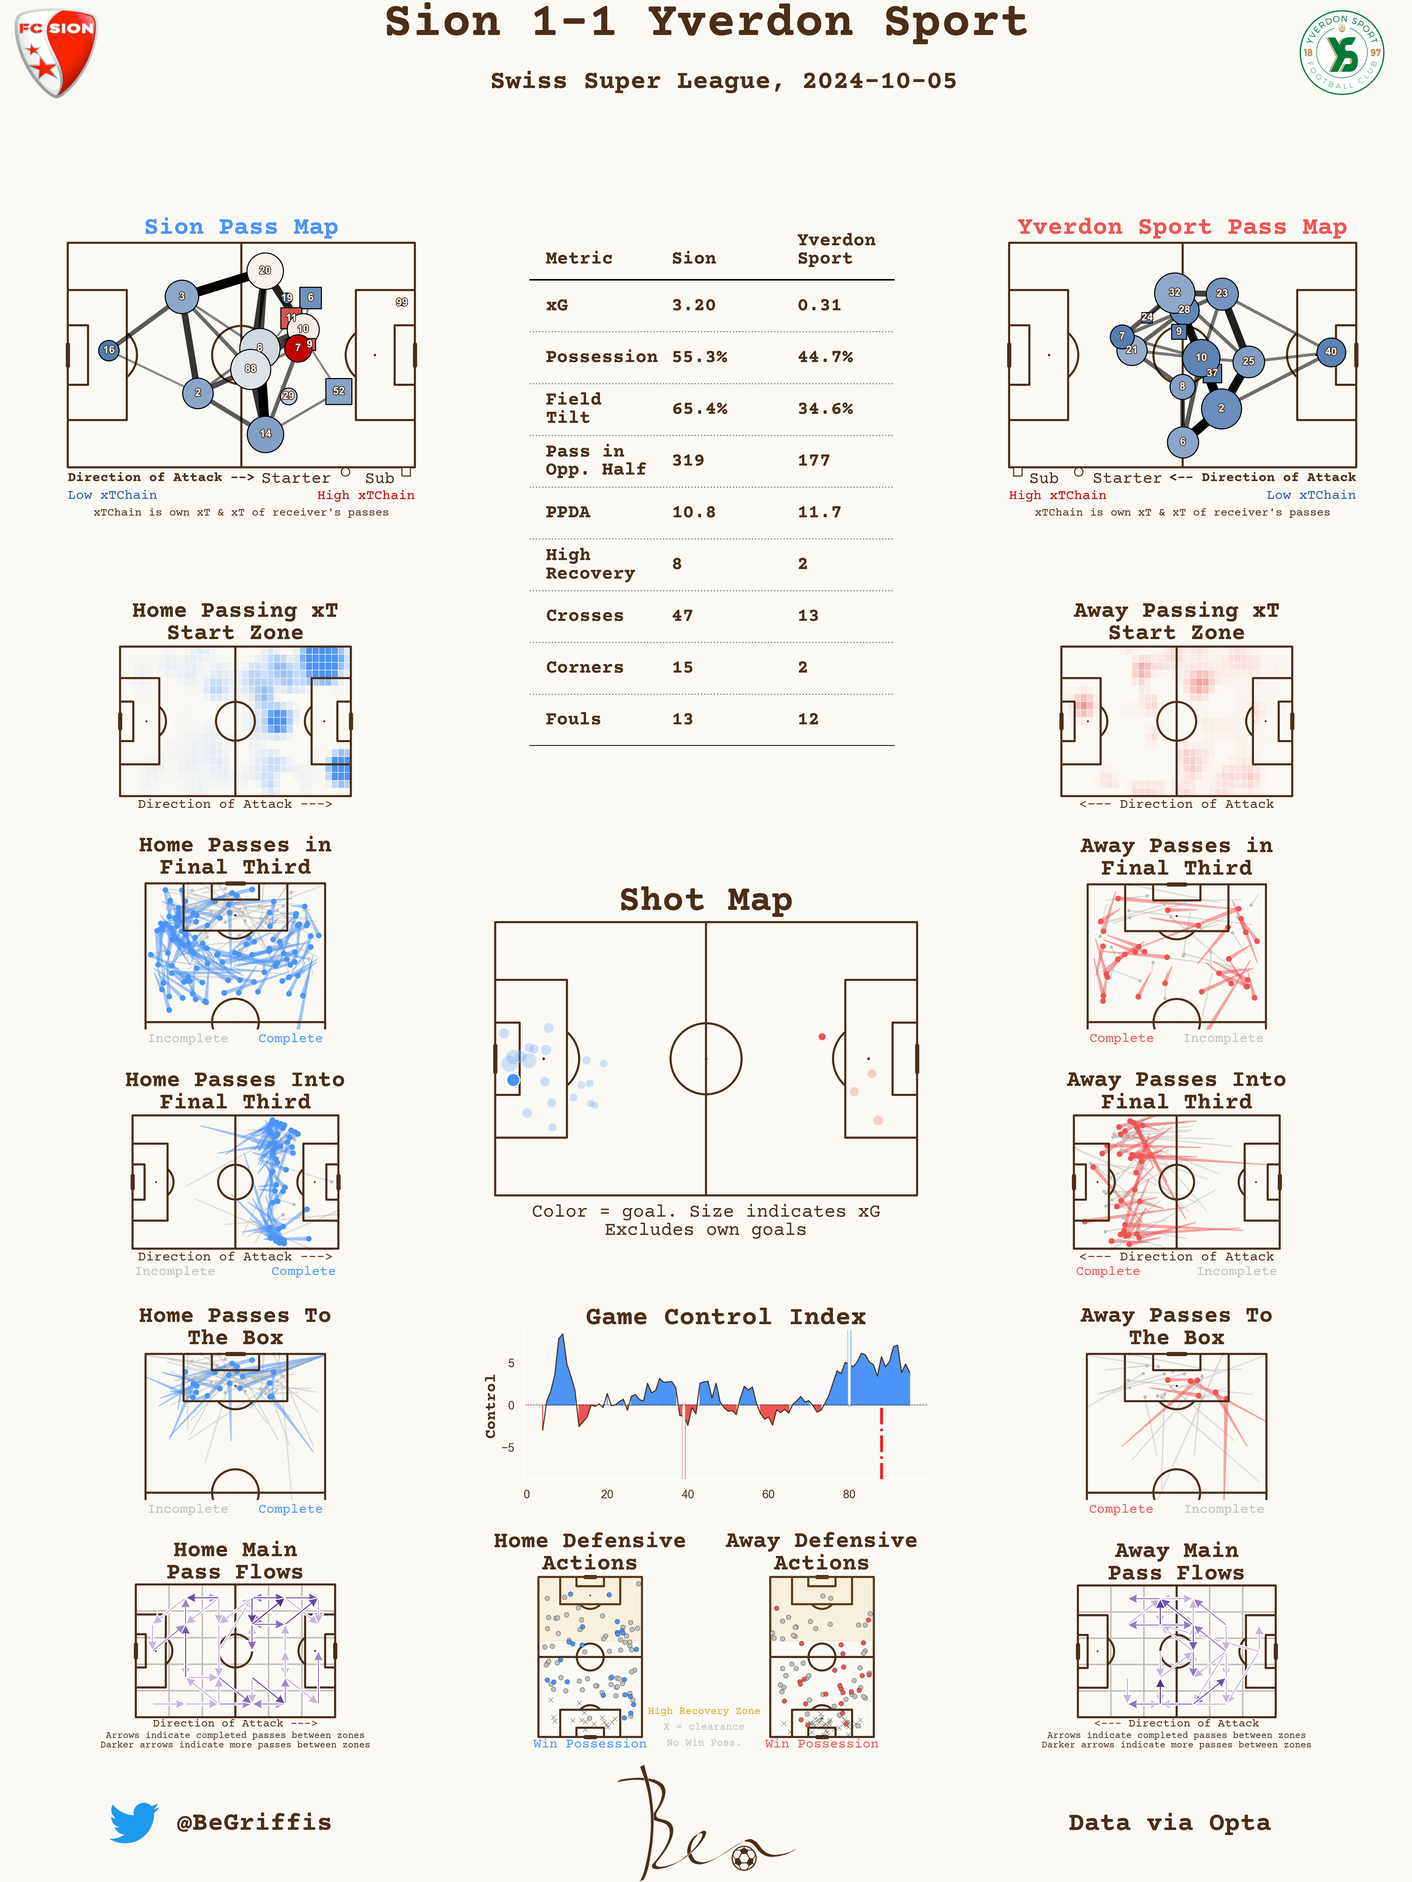 Sion 1-1 Yverdon Sport
Swiss Super League, 2024-10-05
FC SION
YVERDON SPORT
18 97
FOOTBALL CLUB
Sion Pass Map
20
3
19
6
99
11
10
16
8
7
9
88
2
29
52
14
Direction of Attack --> Starter Sub
Low xTChain High xTChain
xTChain is own xT & xT of receiver's passes
Metric Sion Yverdon Sport
xG 3.20 0.31
Possession 55.3% 44.7%
Field Tilt 65.4% 34.6%
Pass in Opp. Half 319 177
PPDA 10.8 11.7
High Recovery 8 2
Crosses 47 13
Corners 15 2
Fouls 13 12
Yverdon Sport Pass Map
32
23
28
24
7
9
21
10
25
40
37
8
2
6
Sub Starter <-- Direction of Attack
High xTChain Low xTChain
xTChain is own xT & xT of receiver's passes
Home Passing xT
Start Zone
Direction of Attack --->
Away Passing xT
Start Zone
<--- Direction of Attack
Home Passes in
Final Third
Incomplete Complete
Away Passes in
Final Third
Complete Incomplete
Shot Map
Color = goal. Size indicates xG
Excludes own goals
Home Passes Into
Final Third
Direction of Attack --->
Incomplete Complete
Away Passes Into
Final Third
<--- Direction of Attack
Complete Incomplete
Home Passes To
The Box
Incomplete Complete
Game Control Index
Control
5
0
−5
0 20 40 60 80
Away Passes To
The Box
Complete Incomplete
Home Main
Pass Flows
Direction of Attack --->
Arrows indicate completed passes between zones
Darker arrows indicate more passes between zones
Home Defensive
Actions
Win Possession
High Recovery Zone
X = clearance
No Win Poss.
Away Defensive
Actions
Win Possession
Away Main
Pass Flows
<--- Direction of Attack
Arrows indicate completed passes between zones
Darker arrows indicate more passes between zones
@BeGriffis
Ben
Data via Opta